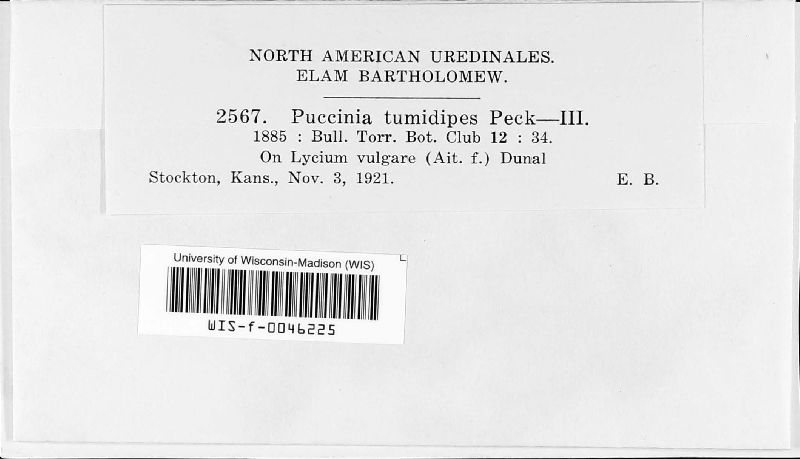 NORTH AMERICAN UREDINALES.
ELAM BARTHOLOMEW.
2567. Puccinia tumidipes Peck—III.
1885 : Bull. Torr. Bot. Club 12 : 34.
On Lycium vulgare (Ait. f.) Dunal
Stockton, Kans., Nov. 3, 1921. E. B.
University of Wisconsin-Madison (WIS)
WIS-f-0046225